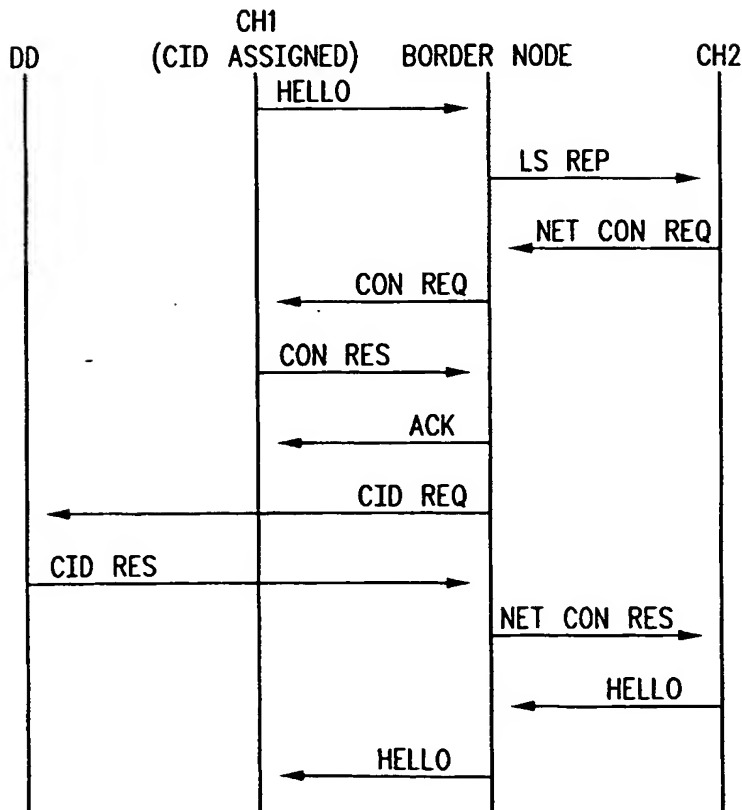 CH1
DD (CID ASSIGNED) BORDER NODE CH2
HELLO
LS REP
NET CON REQ
CON REQ
CON RES
ACK
CID REQ
CID RES
NET CON RES
HELLO
HELLO